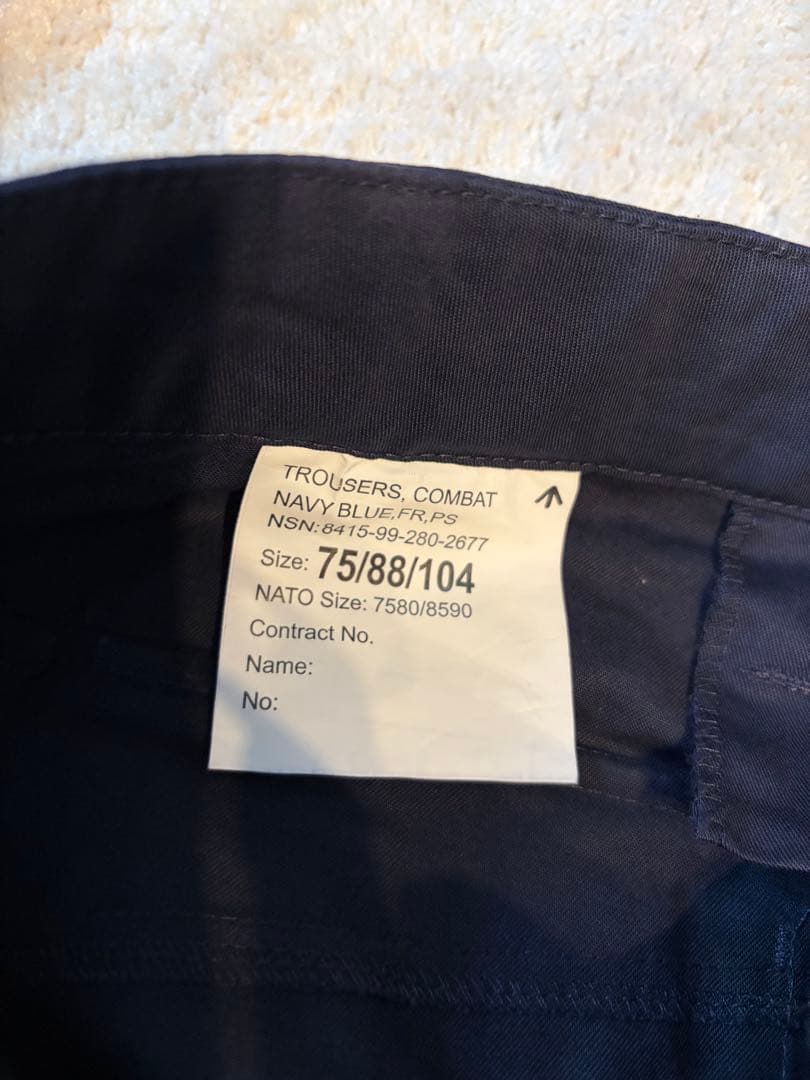 TROUSERS, COMBAT
NAVY BLUE,FR,PS
NSN:8415-99-280-2677
Size: 75/88/104
NATO Size: 7580/8590
Contract No.
Name:
No: